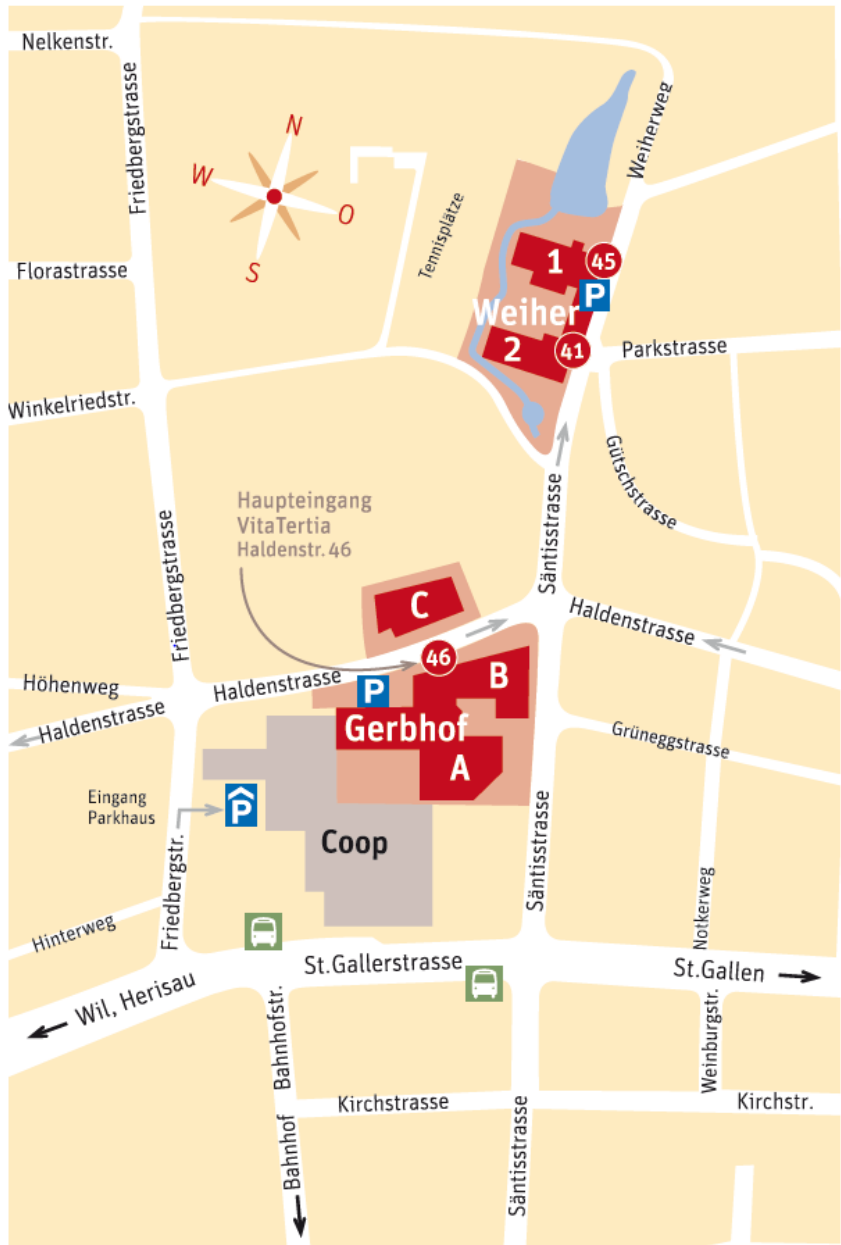 Nelkenstr.
Friedbergstrasse
Weiherweg
N
W
O
S
Tennisplätze
Florastrasse
1
45
P
Weiher
2
41
Parkstrasse
Winkelriedstr.
Gütschstrasse
Haupteingang
VitaTertia
Haldenstr. 46
Säntisstrasse
Friedbergstrasse
C
Haldenstrasse
46
B
Höhenweg
Haldenstrasse
P
Haldenstrasse
Gerbhof
A
Grüneggstrasse
Eingang
Parkhaus
P
Coop
Friedbergstr.
Säntisstrasse
Notkerweg
Hinterweg
St.Gallerstrasse
St.Gallen
Wil, Herisau
Bahnhofstr.
Weinburgstr.
Kirchstrasse
Kirchstr.
Bahnhof
Säntisstrasse